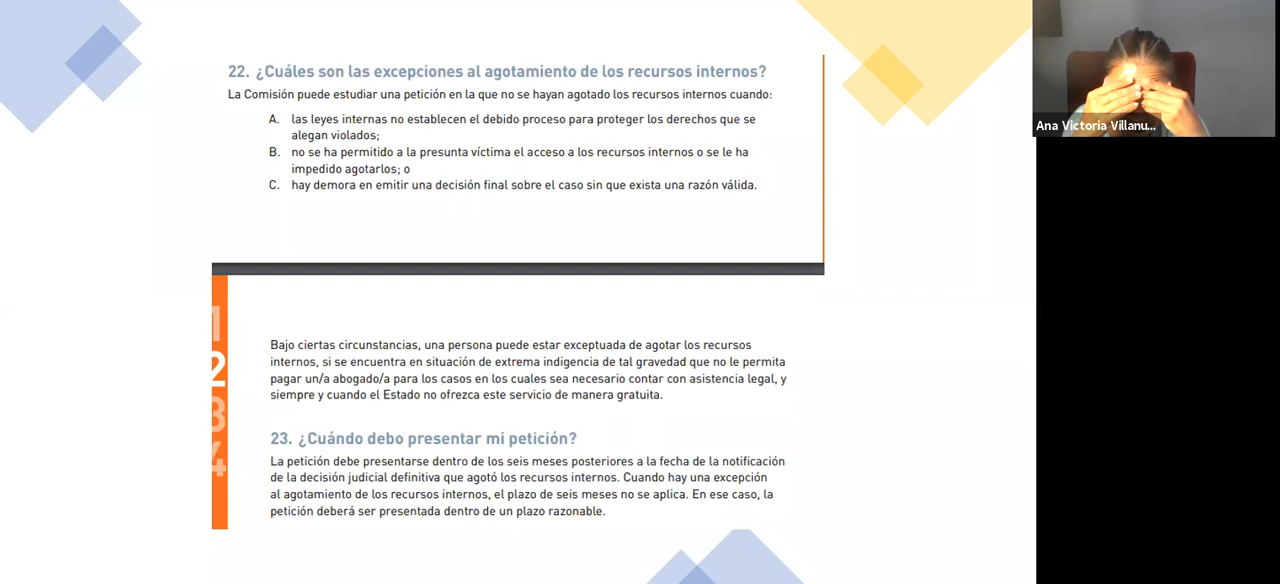 22. ¿Cuáles son las excepciones al agotamiento de los recursos internos?
La Comisión puede estudiar una petición en la que no se hayan agotado los recursos internos cuando:
A. las leyes internas no establecen el debido proceso para proteger los derechos que se
alegan violados;
B. no se ha permitido a la presunta víctima el acceso a los recursos internos o se le ha
impedido agotarlos; o
C. hay demora en emitir una decisión final sobre el caso sin que exista una razón válida.
Ana Victoria Villanu...
1
2
3
4
Bajo ciertas circunstancias, una persona puede estar exceptuada de agotar los recursos
internos, si se encuentra en situación de extrema indigencia de tal gravedad que no le permita
pagar un/a abogado/a para los casos en los cuales sea necesario contar con asistencia legal, y
siempre y cuando el Estado no ofrezca este servicio de manera gratuita.
23. ¿Cuándo debo presentar mi petición?
La petición debe presentarse dentro de los seis meses posteriores a la fecha de la notificación
de la decisión judicial definitiva que agotó los recursos internos. Cuando hay una excepción
al agotamiento de los recursos internos, el plazo de seis meses no se aplica. En ese caso, la
petición deberá ser presentada dentro de un plazo razonable.